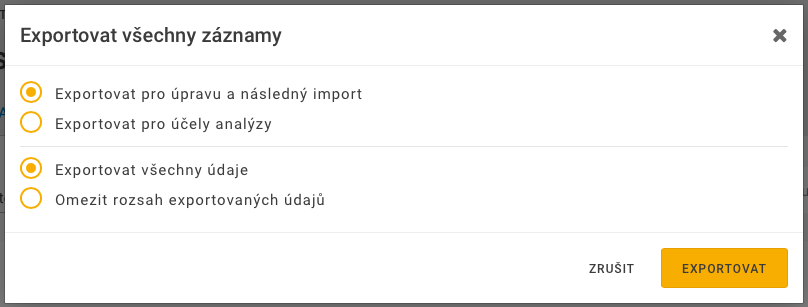 Exportovat všechny záznamy
Exportovat pro úpravu a následný import
Exportovat pro účely analýzy
Exportovat všechny údaje
Omezit rozsah exportovaných údajů
ZRUŠIT
EXPORTOVAT